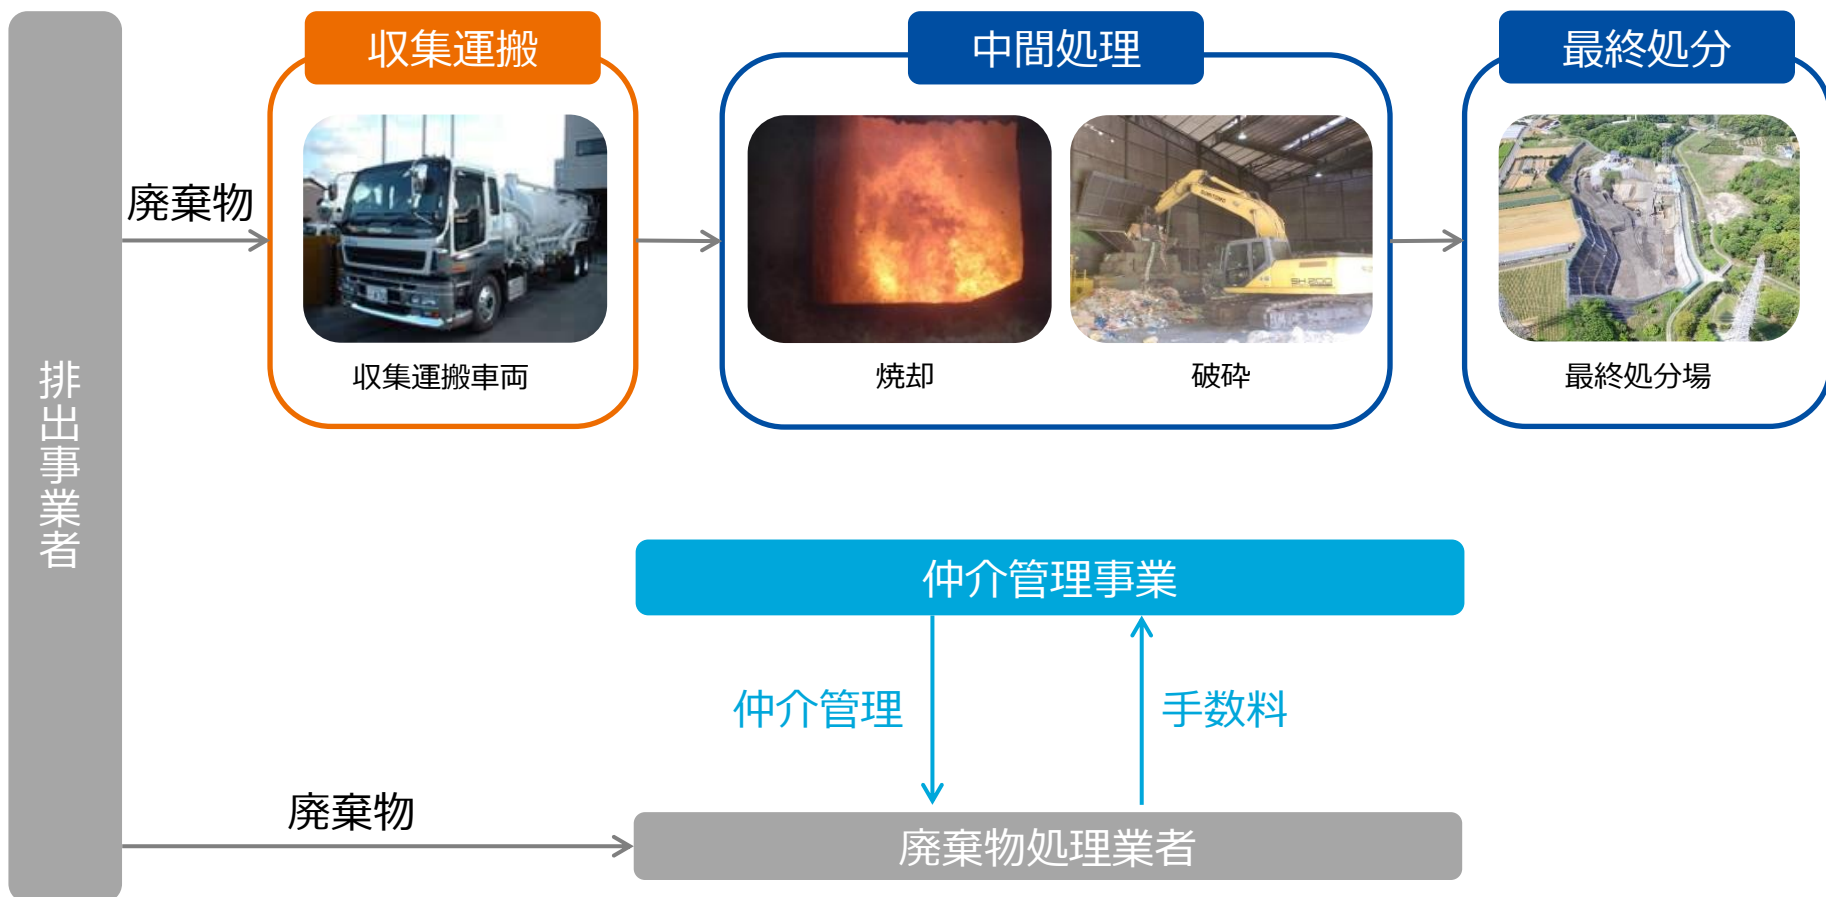 収集運搬
中間処理
最終処分
廃棄物
収集運搬車両
焼却
破砕
最終処分場
排出事業者
仲介管理事業
仲介管理
手数料
廃棄物
廃棄物処理業者